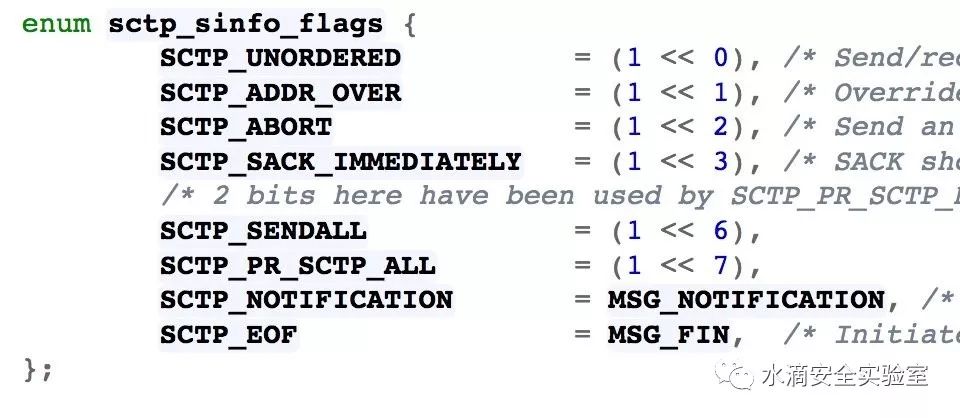 enum sctp_sinfo_flags {
SCTP_UNORDERED = (1 << 0), /* Send/rec
SCTP_ADDR_OVER = (1 << 1), /* Override
SCTP_ABORT = (1 << 2), /* Send an
SCTP_SACK_IMMEDIATELY = (1 << 3), /* SACK sho
/* 2 bits here have been used by SCTP_PR_SCTP_
SCTP_SENDALL = (1 << 6),
SCTP_PR_SCTP_ALL = (1 << 7),
SCTP_NOTIFICATION = MSG_NOTIFICATION, /*
SCTP_EOF = MSG_FIN, /* Initiate
};
水滴安全实验室